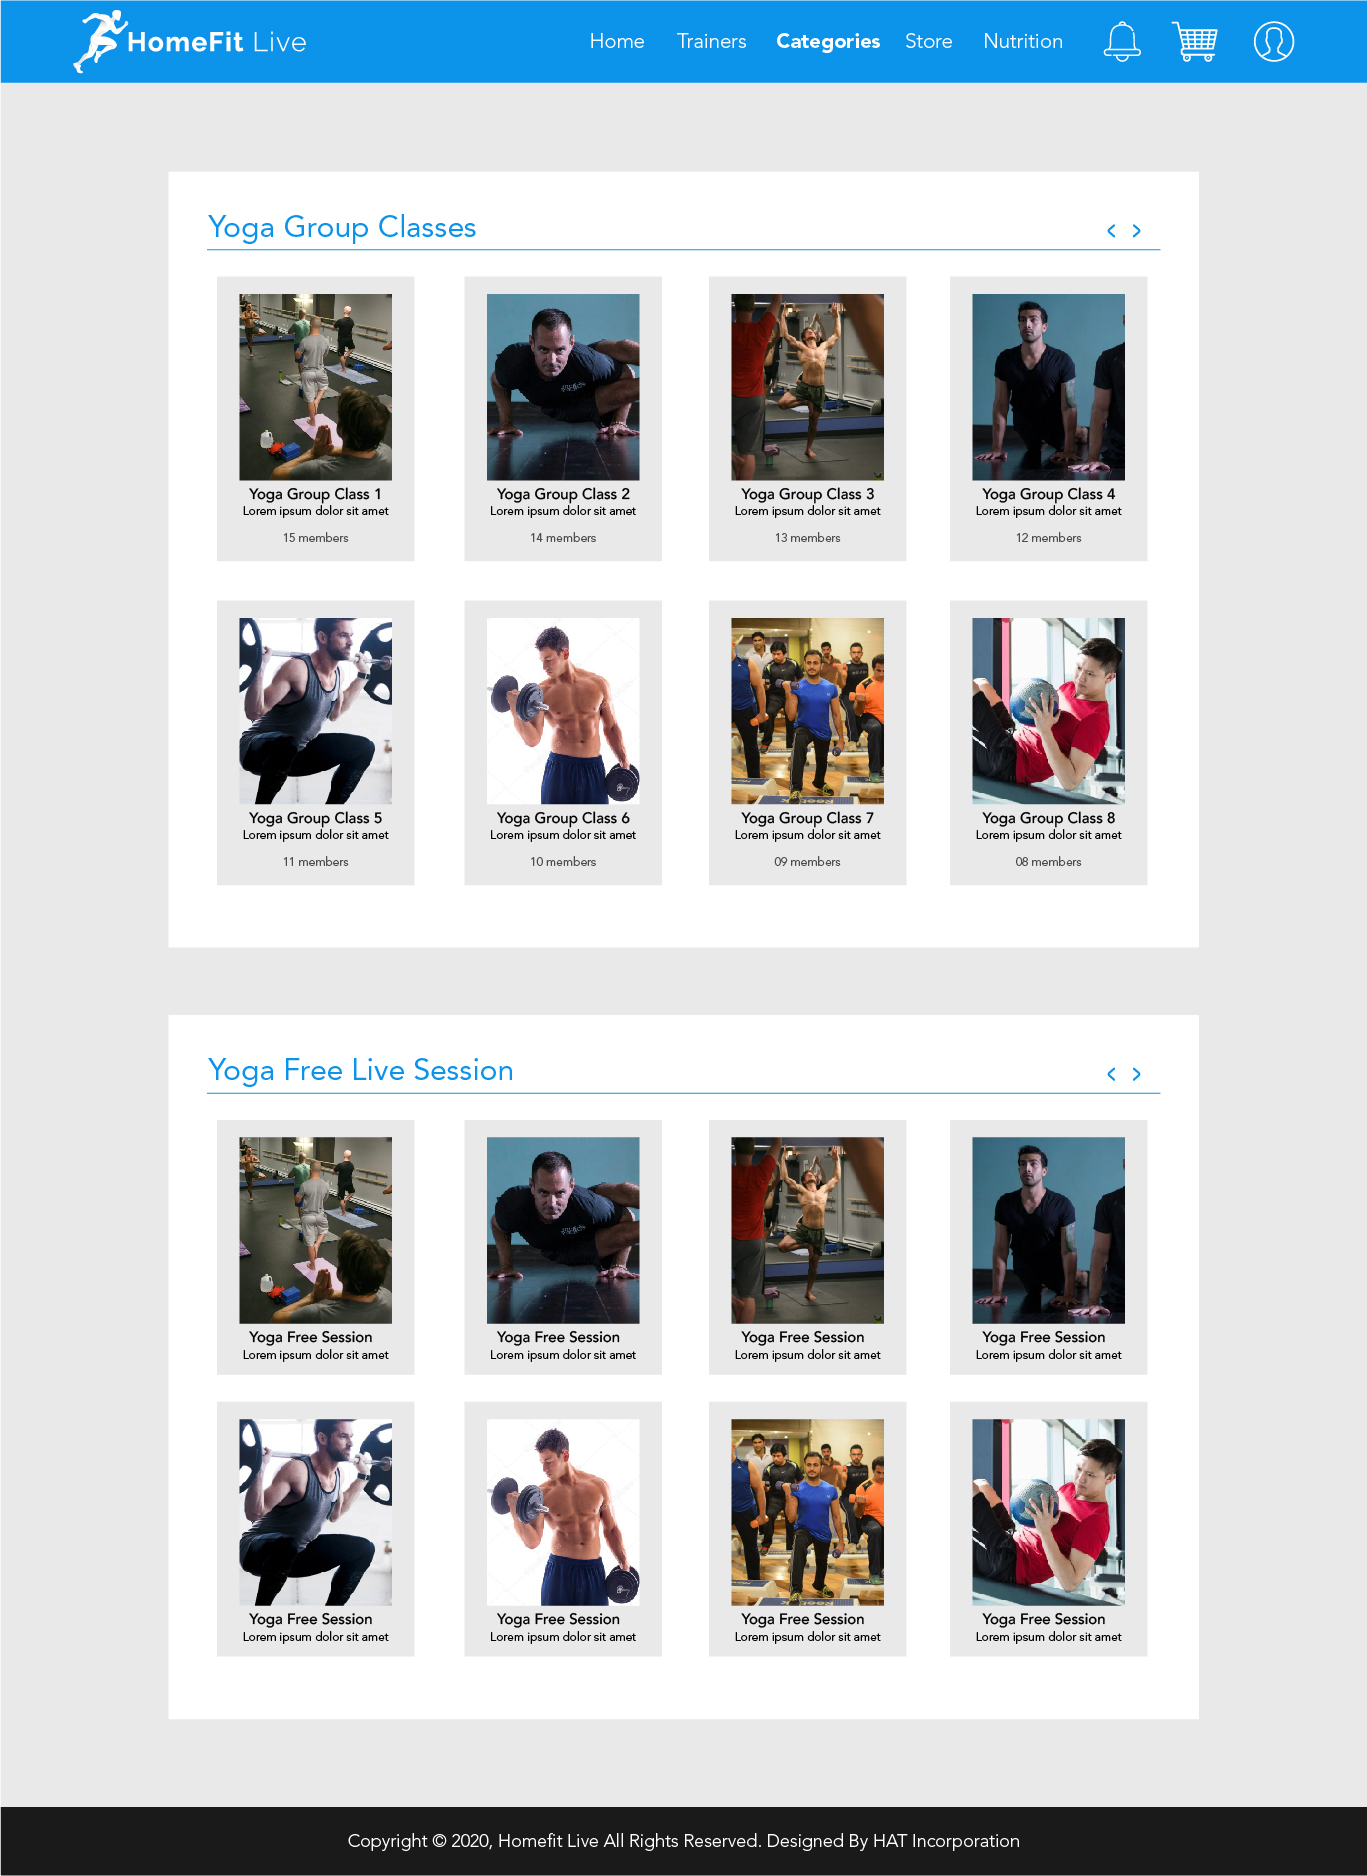 HomeFit Live
Home Trainers Categories Store Nutrition
Yoga Group Classes
< >
Yoga Group Class 1
Lorem ipsum dolor sit amet
15 members
Yoga Group Class 2
Lorem ipsum dolor sit amet
14 members
Yoga Group Class 3
Lorem ipsum dolor sit amet
13 members
Yoga Group Class 4
Lorem ipsum dolor sit amet
12 members
Yoga Group Class 5
Lorem ipsum dolor sit amet
11 members
Yoga Group Class 6
Lorem ipsum dolor sit amet
10 members
Yoga Group Class 7
Lorem ipsum dolor sit amet
09 members
Yoga Group Class 8
Lorem ipsum dolor sit amet
08 members
Yoga Free Live Session
< >
Yoga Free Session
Lorem ipsum dolor sit amet
Yoga Free Session
Lorem ipsum dolor sit amet
Yoga Free Session
Lorem ipsum dolor sit amet
Yoga Free Session
Lorem ipsum dolor sit amet
Yoga Free Session
Lorem ipsum dolor sit amet
Yoga Free Session
Lorem ipsum dolor sit amet
Yoga Free Session
Lorem ipsum dolor sit amet
Yoga Free Session
Lorem ipsum dolor sit amet
Copyright © 2020, Homefit Live All Rights Reserved. Designed By HAT Incorporation